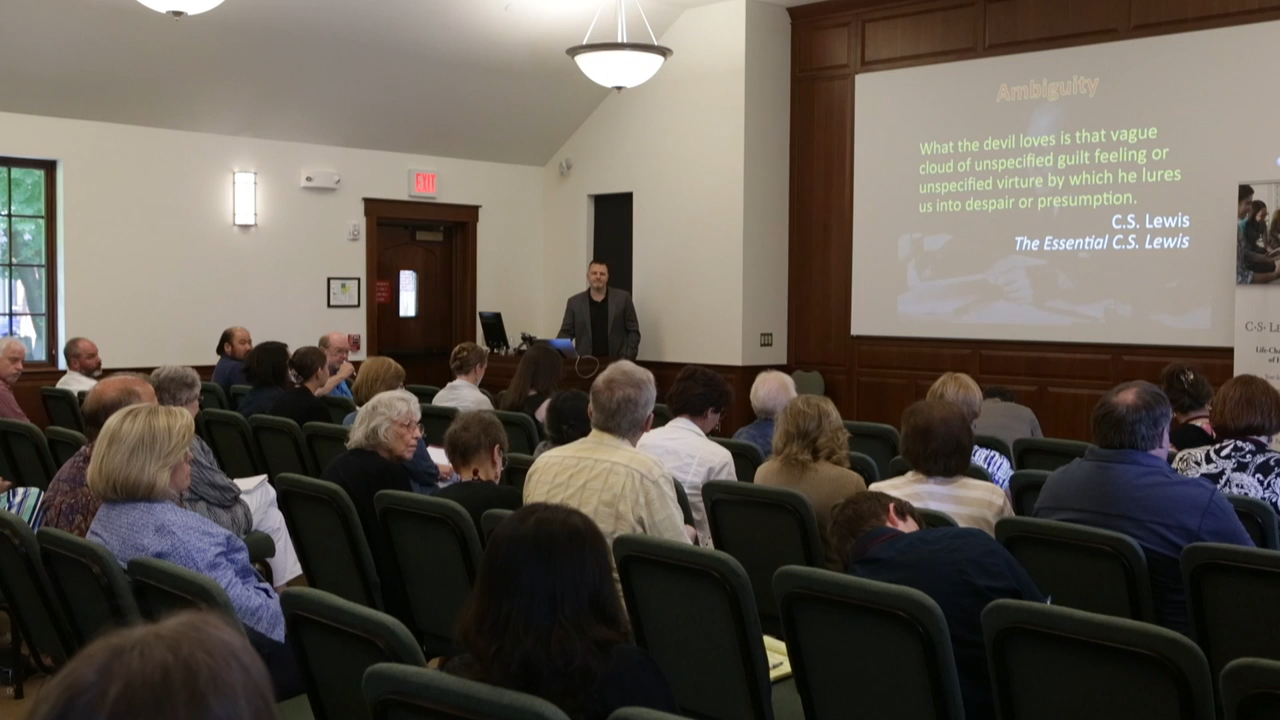 EXIT
Ambiguity
What the devil loves is that vague
cloud of unspecified guilt feeling or
unspecified virture by which he lures
us into despair or presumption.
C.S. Lewis
The Essential C.S. Lewis
C·S·
Life-